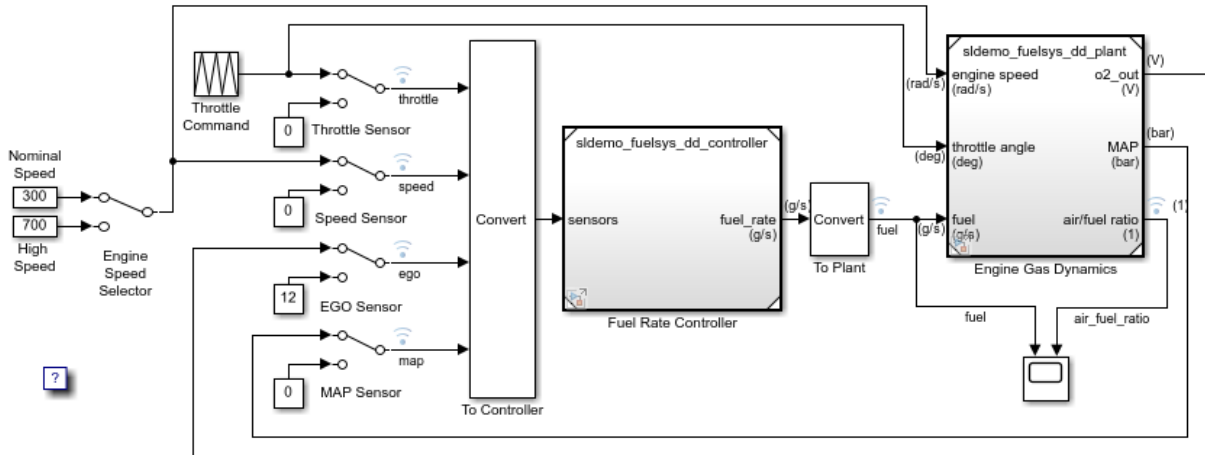 sldemo_fuelsys_dd_plant
engine speed
(rad/s)
o2_out
(V)
(V)
(rad/s)
throttle angle
(deg)
(deg)
MAP
(bar)
(bar)
fuel
(g/s)
(g/s)
air/fuel ratio
(1)
(1)
Engine Gas Dynamics
Throttle
Command
throttle
0
Throttle Sensor
Nominal
Speed
300
700
High
Speed
Engine
Speed
Selector
speed
0
Speed Sensor
ego
12
EGO Sensor
map
0
MAP Sensor
Convert
To Controller
sldemo_fuelsys_dd_controller
sensors
fuel_rate
(g/s)
(g/s)
Fuel Rate Controller
Convert
To Plant
fuel
fuel
air_fuel_ratio
?